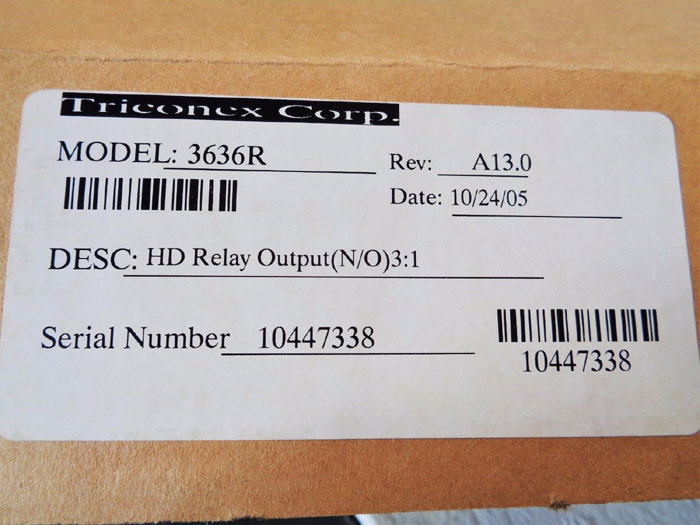 Triconex Corp.
MODEL: 3636R
Rev: A13.0
Date: 10/24/05
DESC: HD Relay Output(N/O)3:1
Serial Number 10447338
10447338